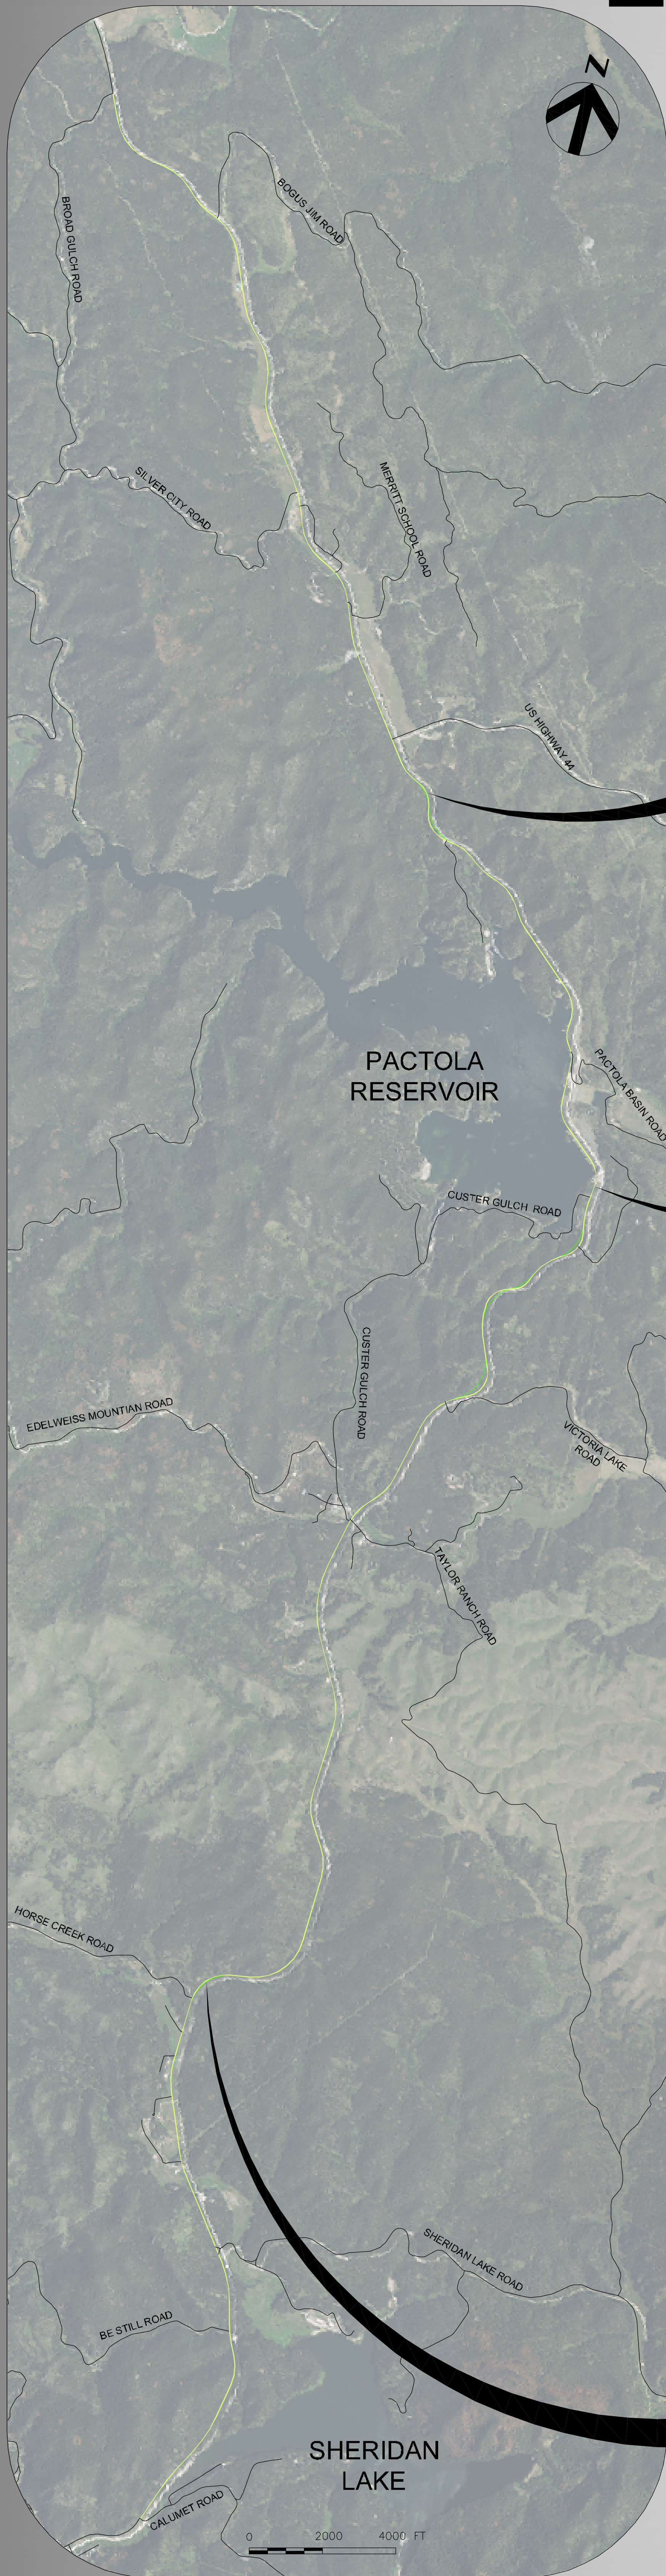 N
BOGUS JIM ROAD
BROAD GULCH ROAD
SILVER CITY ROAD
MERRITT SCHOOL ROAD
US HIGHWAY 44
PACTOLA
RESERVOIR
PACTOLA BASIN ROAD
CUSTER GULCH ROAD
CUSTER GULCH ROAD
EDELWEISS MOUNTIAN ROAD
VICTORIA LAKE
ROAD
TAYLOR RANCH ROAD
HORSE CREEK ROAD
SHERIDAN LAKE ROAD
BE STILL ROAD
SHERIDAN
LAKE
CALUMET ROAD
0 2000 4000 FT